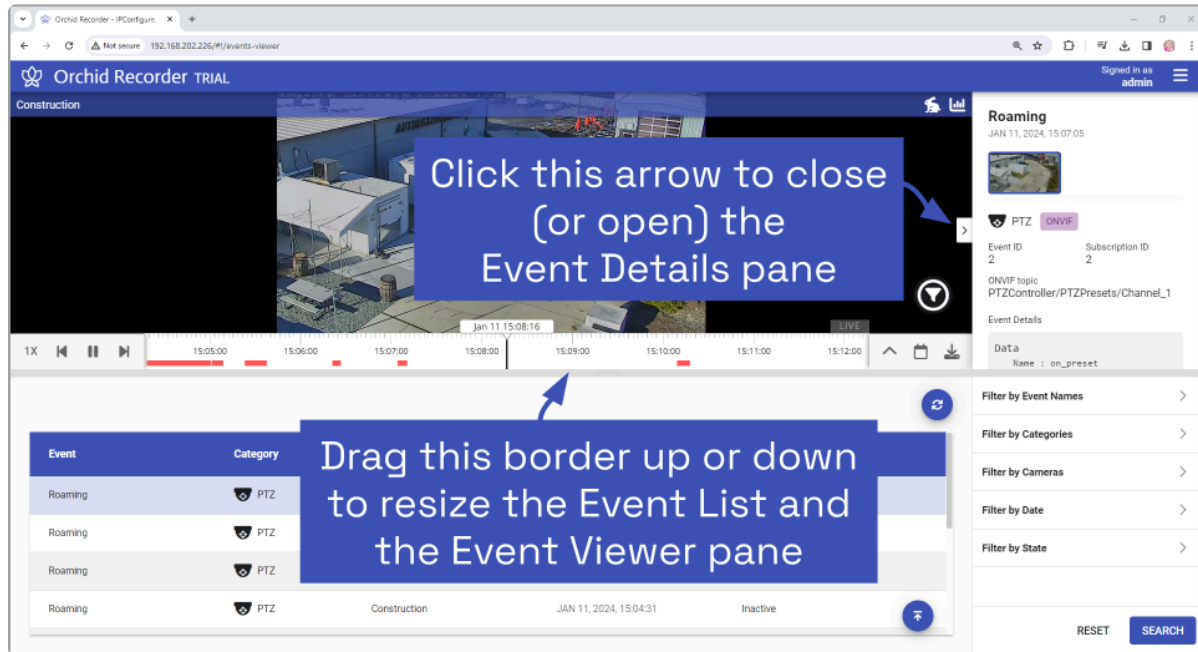 Orchid Recorder - IPConfigure,
Not secure 192.168.202.226/#!/events-viewer
Orchid Recorder TRIAL
Signed in as
admin
Construction
Click this arrow to close
(or open) the
Event Details pane
Roaming
JAN 11, 2024, 15:07:05
PTZ ONVIF
Event ID Subscription ID
2 2
ONVIF topic
PTZController/PTZPresets/Channel_1
Event Details
Data
Name : on_preset
Jan 11 15:08:16
LIVE
1X 15:05:00 15:06:00 15:07:00 15:08:00 15:09:00 15:10:00 15:11:00 15:12:00
Drag this border up or down
to resize the Event List and
the Event Viewer pane
Event Category
Roaming PTZ
Roaming PTZ
Roaming PTZ
Roaming PTZ Construction JAN 11, 2024, 15:04:31 Inactive
Filter by Event Names
Filter by Categories
Filter by Cameras
Filter by Date
Filter by State
RESET SEARCH